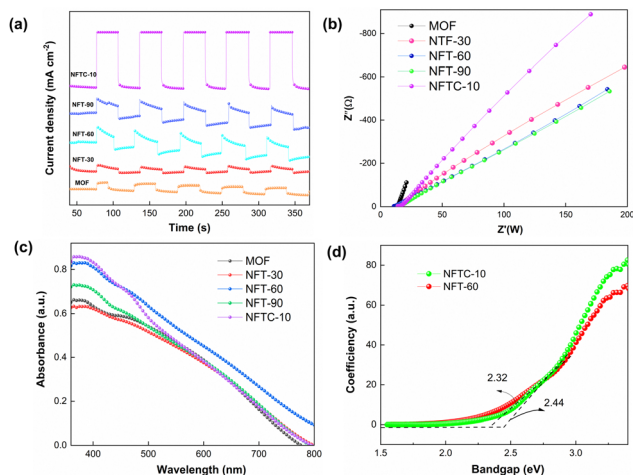 (a)
Current density (mA cm⁻²)
NFTC-10
NFT-90
NFT-60
NFT-30
MOF
50 100 150 200 250 300 350
Time (s)
(b)
MOF
NTF-30
NFT-60
NFT-90
NFTC-10
Z''(Ω)
-800
-600
-400
-200
0
0 50 100 150 200
Z'(W)
(c)
MOF
NFT-30
NFT-60
NFT-90
NFTC-10
Absorbance (a.u.)
0.8
0.6
0.4
0.2
0.0
400 500 600 700 800
Wavelength (nm)
(d)
NFTC-10
NFT-60
Coefficiency (a.u.)
80
60
40
20
0
2.32
2.44
1.5 2.0 2.5 3.0
Bandgap (eV)